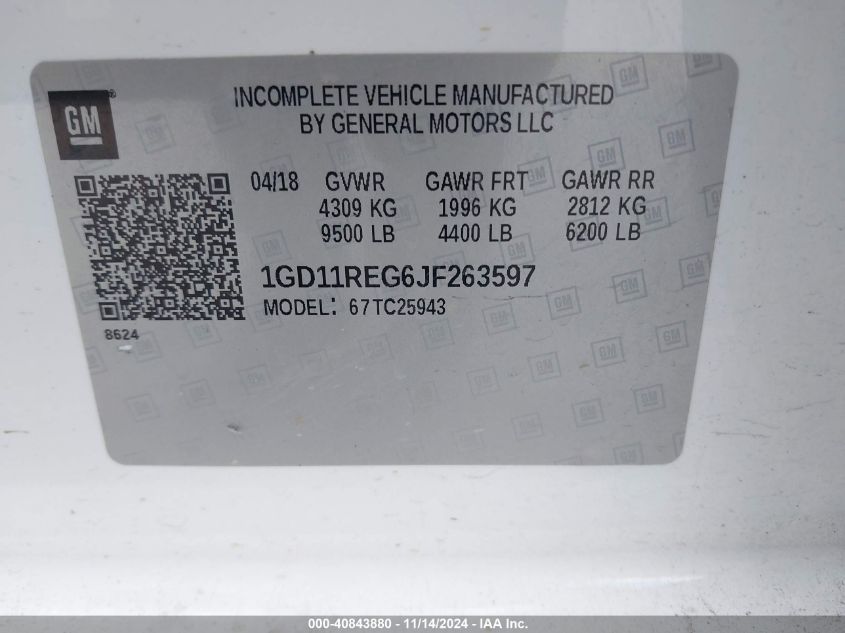 INCOMPLETE VEHICLE MANUFACTURED
BY GENERAL MOTORS LLC
GM
04/18 GVWR GAWR FRT GAWR RR
4309 KG 1996 KG 2812 KG
9500 LB 4400 LB 6200 LB
1GD11REG6JF263597
MODEL: 67TC25943
8624
000-40843880 - 11/14/2024 - IAA Inc.